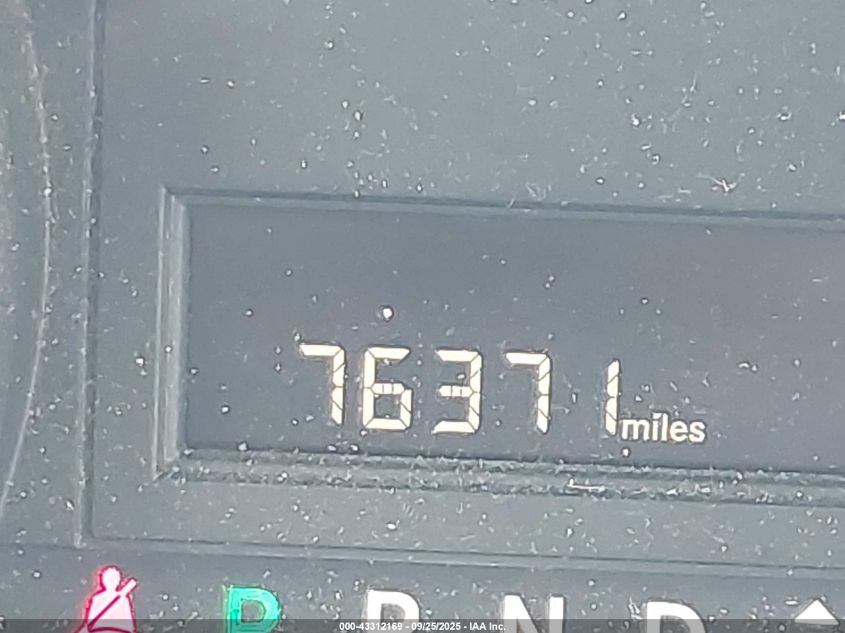 76371 miles
P R N D
000-43312169 - 09/25/2025 - IAA Inc.